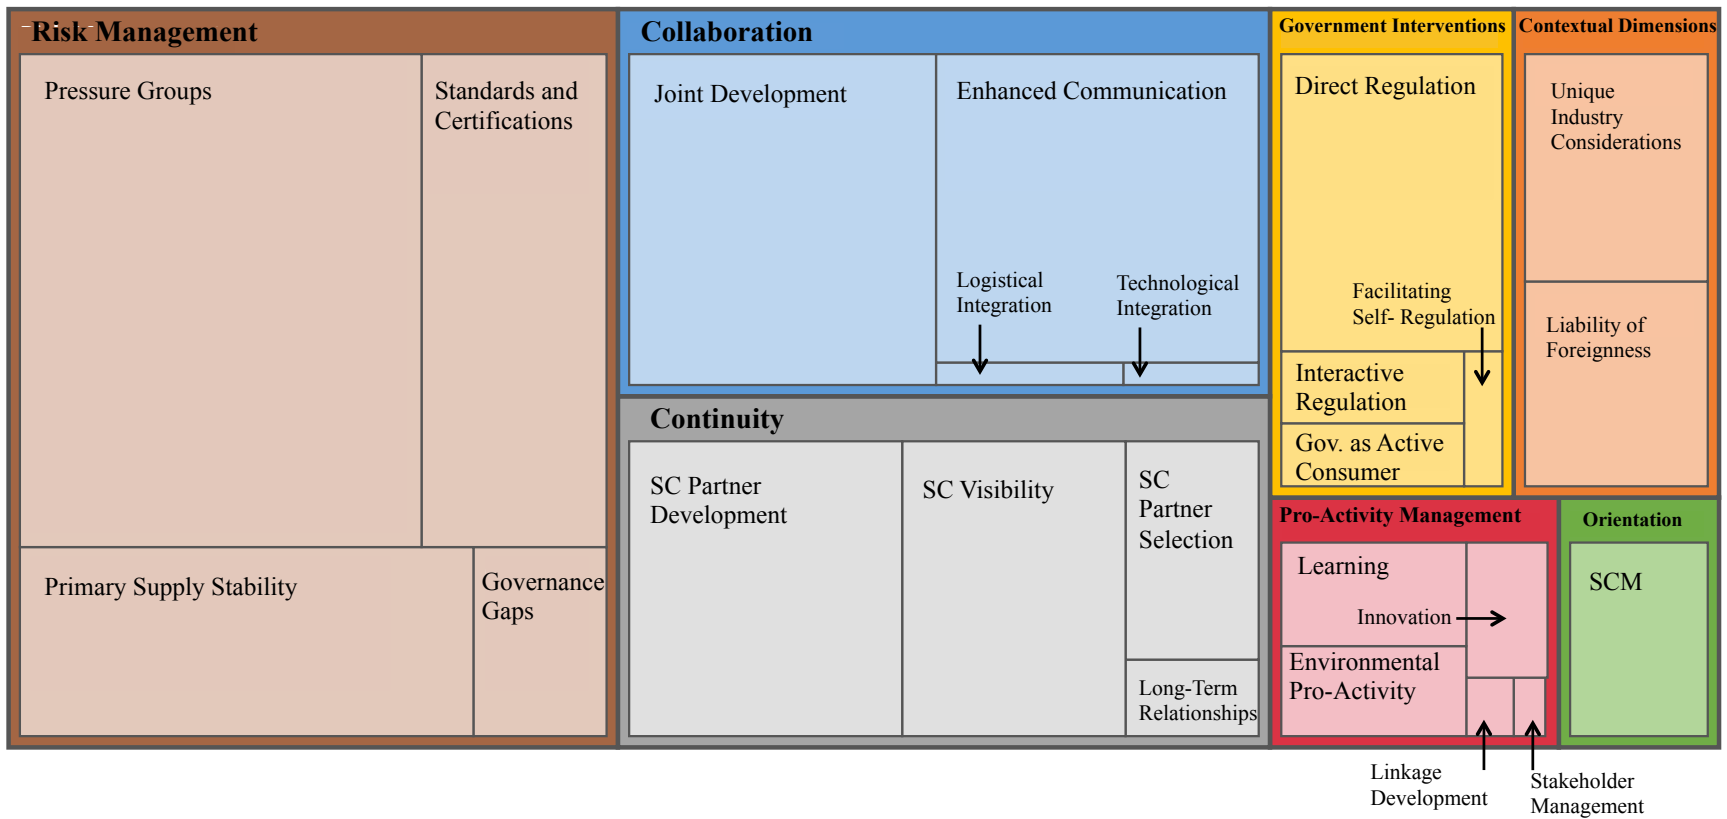 Risk Management
Pressure Groups
Standards and
Certifications
Primary Supply Stability
Governance
Gaps
Collaboration
Joint Development
Enhanced Communication
Logistical
Integration
Technological
Integration
Continuity
SC Partner
Development
SC Visibility
SC
Partner
Selection
Long-Term
Relationships
Government Interventions
Direct Regulation
Facilitating
Self- Regulation
Interactive
Regulation
Gov. as Active
Consumer
Contextual Dimensions
Unique
Industry
Considerations
Liability of
Foreignness
Pro-Activity Management
Learning
Innovation
Environmental
Pro-Activity
Linkage
Development
Stakeholder
Management
Orientation
SCM